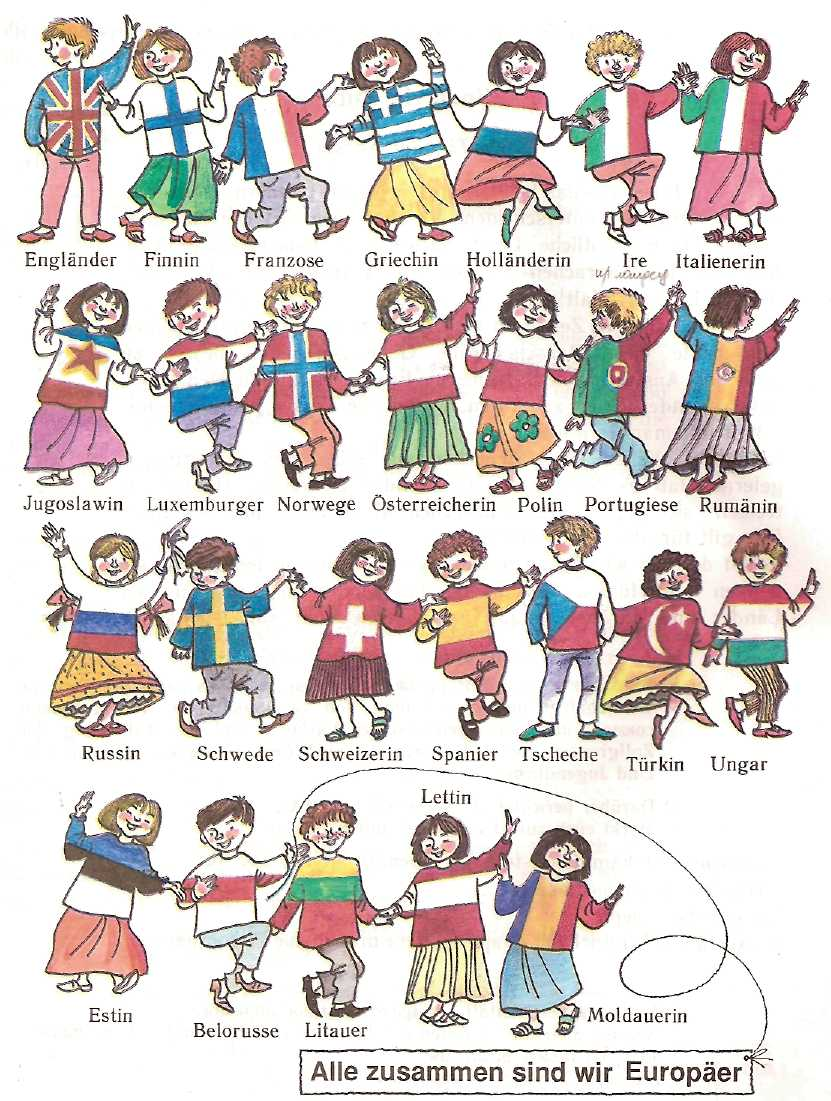 Engländer Finnin Franzose Griechin Holländerin Ire Italienerin
Jugoslawin Luxemburger Norwege Österreicherin Polin Portugiese Rumänin
Russin Schwede Schweizerin Spanier Tscheche Türkin Ungar
Lettin
Estin Belorusse Litauer Moldauerin
Alle zusammen sind wir Europäer